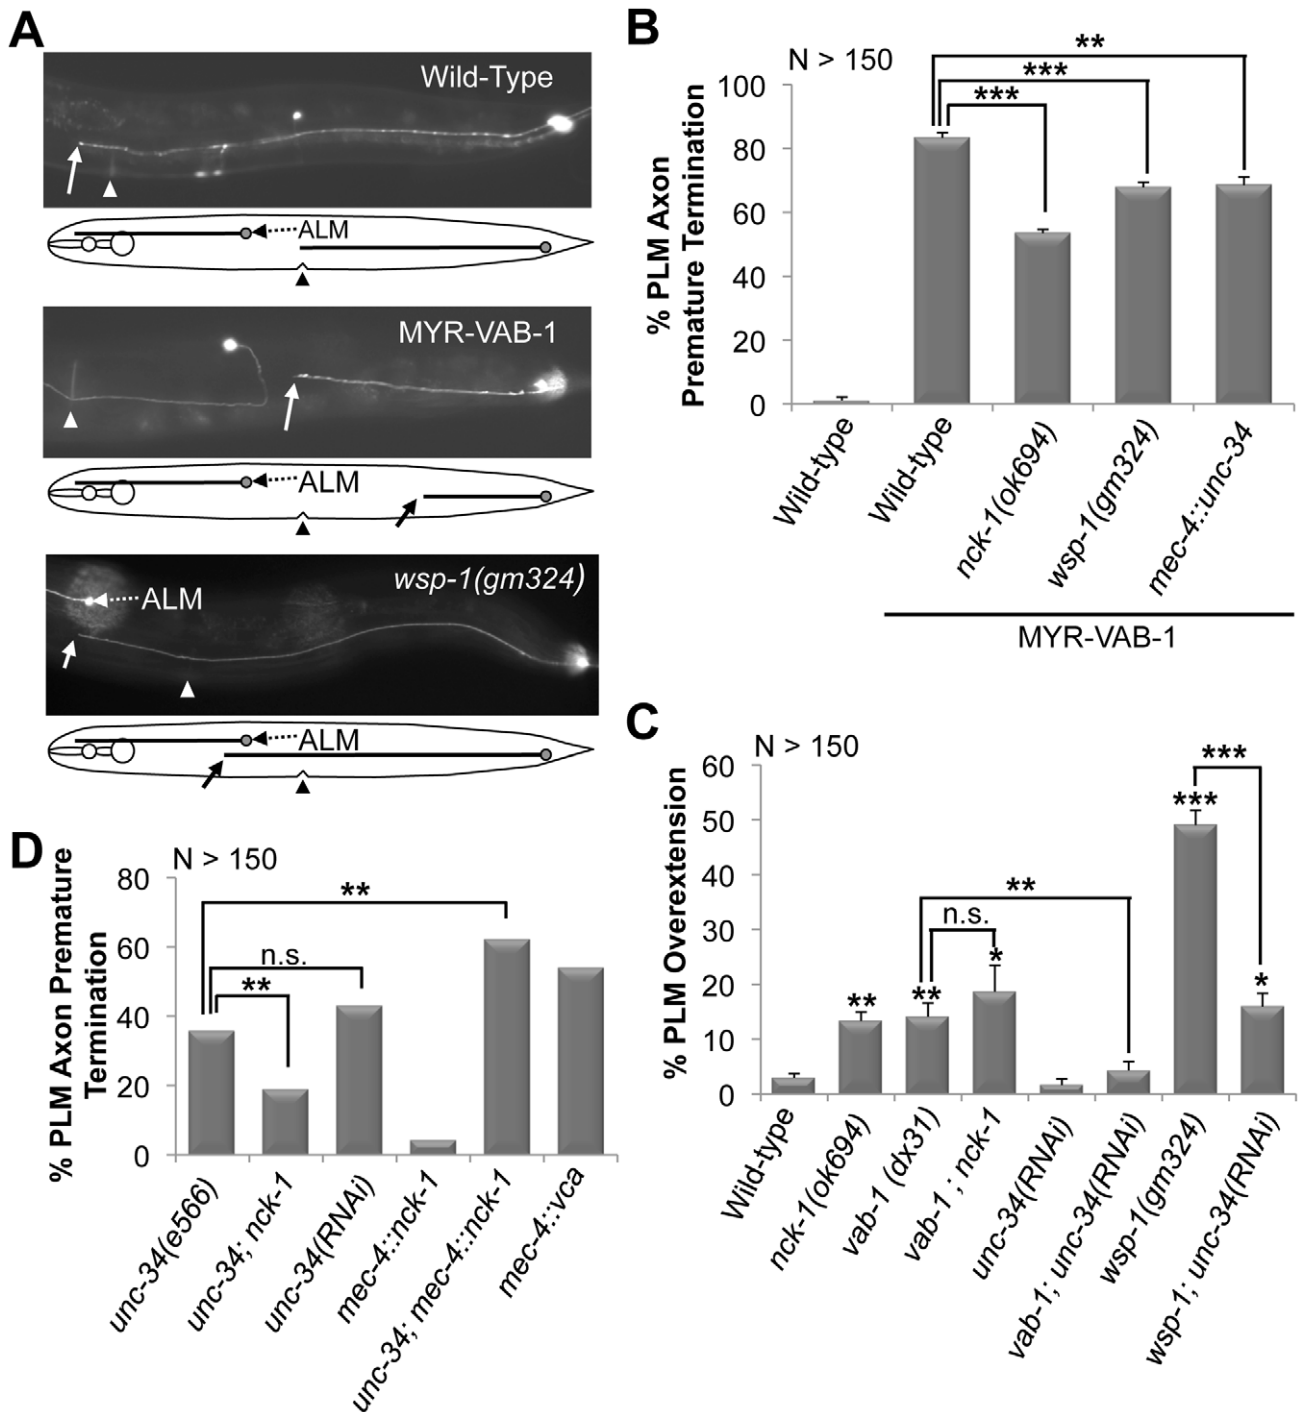 A
Wild-Type
ALM
MYR-VAB-1
ALM
wsp-1(gm324)
ALM
ALM
B
N > 150
**
***
***
% PLM Axon
Premature Termination
100
80
60
40
20
0
Wild-type
Wild-type
nck-1(ok694)
wsp-1(gm324)
mec-4::unc-34
MYR-VAB-1
C
N > 150
% PLM Overextension
60
50
40
30
20
10
0
***
***
**
n.s.
*
**
**
*
Wild-type
nck-1(ok694)
vab-1 (dx31)
vab-1 ; nck-1
unc-34(RNAi)
vab-1; unc-34(RNAi)
wsp-1(gm324)
wsp-1; unc-34(RNAi)
D
N > 150
% PLM Axon Premature
Termination
80
60
40
20
0
**
n.s.
**
unc-34(e566)
unc-34; nck-1
unc-34(RNAi)
mec-4::nck-1
unc-34; mec-4::nck-1
mec-4::vca